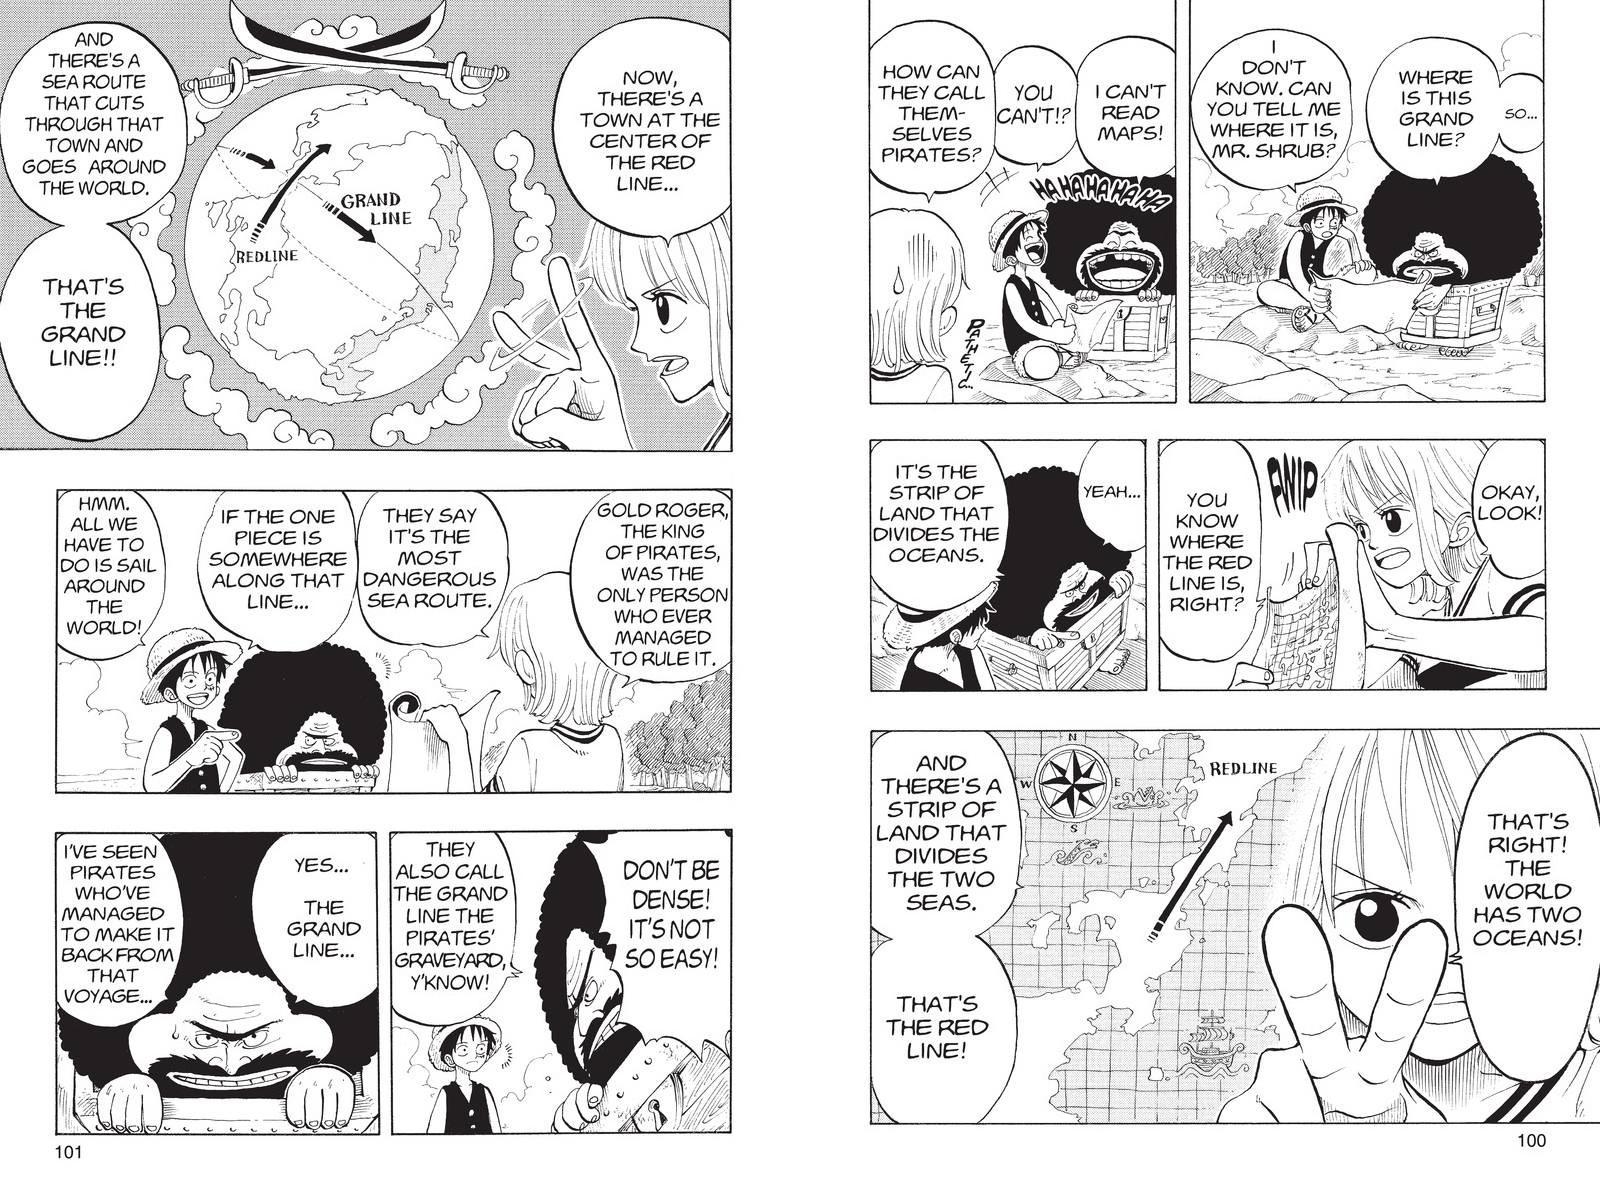 SO...
WHERE
IS THIS
GRAND
LINE?
I
DON'T
KNOW. CAN
YOU TELL ME
WHERE IT IS,
MR. SHRUB?
I CAN'T
READ
MAPS!
YOU
CAN'T!?
HOW CAN
THEY CALL
THEM-
SELVES
PIRATES?
HA HA HA HA HA HA
PATHETIC...
OKAY,
LOOK!
FWIP
YOU
KNOW
WHERE
THE RED
LINE IS,
RIGHT?
YEAH...
IT'S THE
STRIP OF
LAND THAT
DIVIDES THE
OCEANS.
THAT'S
RIGHT!
THE
WORLD
HAS TWO
OCEANS!
REDLINE
N
W
E
S
AND
THERE'S A
STRIP OF
LAND THAT
DIVIDES
THE TWO
SEAS.
THAT'S
THE RED
LINE!
100
NOW,
THERE'S A
TOWN AT THE
CENTER OF
THE RED
LINE...
GRAND
LINE
REDLINE
AND
THERE'S A
SEA ROUTE
THAT CUTS
THROUGH THAT
TOWN AND
GOES AROUND
THE WORLD.
THAT'S
THE
GRAND
LINE!!
GOLD ROGER,
THE KING
OF PIRATES,
WAS THE
ONLY PERSON
WHO EVER
MANAGED
TO RULE IT.
THEY SAY
IT'S THE
MOST
DANGEROUS
SEA ROUTE.
IF THE ONE
PIECE IS
SOMEWHERE
ALONG THAT
LINE...
HMM.
ALL WE
HAVE TO
DO IS SAIL
AROUND
THE
WORLD!
DON'T BE
DENSE!
IT'S NOT
SO EASY!
THEY
ALSO CALL
THE GRAND
LINE THE
PIRATES'
GRAVEYARD,
Y'KNOW!
YES...
THE
GRAND
LINE...
I'VE SEEN
PIRATES
WHO'VE
MANAGED
TO MAKE IT
BACK FROM
THAT
VOYAGE...
101